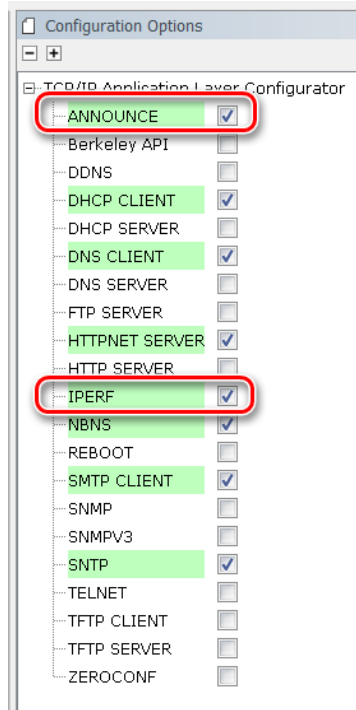 Configuration Options
TCP/IP Application Layer Configurator
ANNOUNCE
Berkeley API
DDNS
DHCP CLIENT
DHCP SERVER
DNS CLIENT
DNS SERVER
FTP SERVER
HTTPNET SERVER
HTTP SERVER
IPERF
NBNS
REBOOT
SMTP CLIENT
SNMP
SNMPV3
SNTP
TELNET
TFTP CLIENT
TFTP SERVER
ZEROCONF